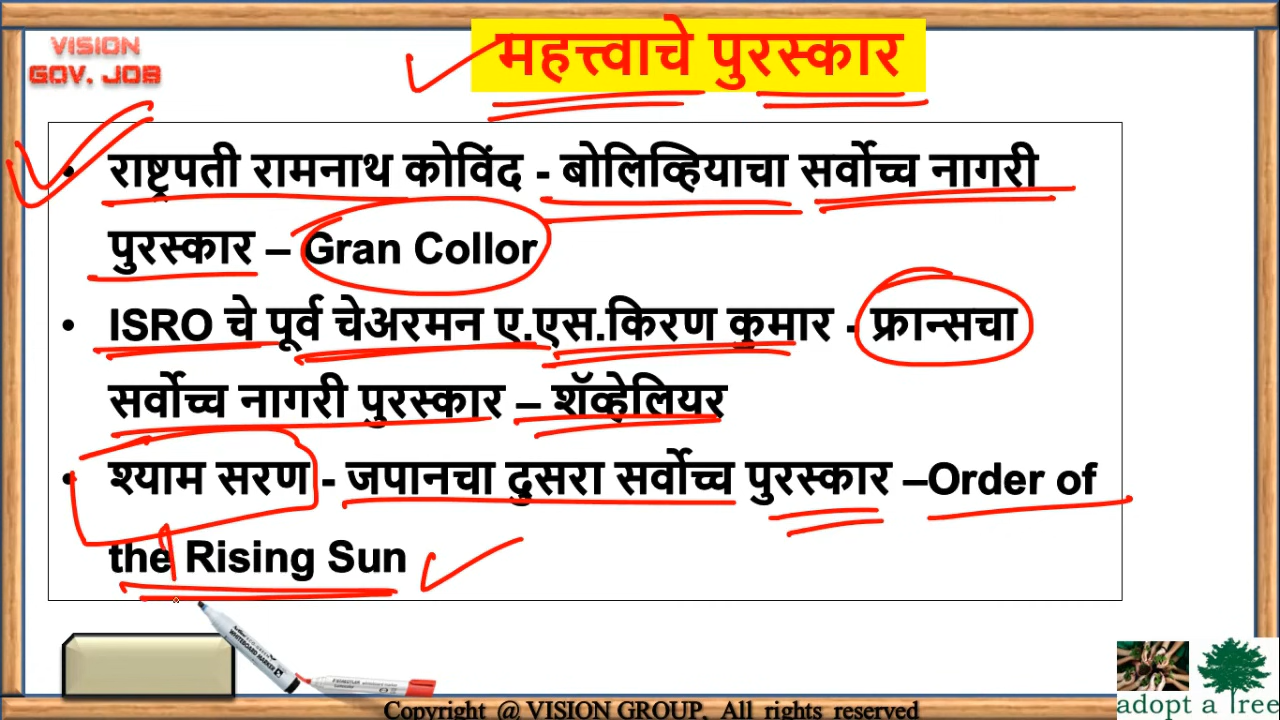 VISION
GOV. JOB
महत्त्वाचे पुरस्कार
• राष्ट्रपती रामनाथ कोविंद - बोलिव्हियाचा सर्वोच्च नागरी
पुरस्कार – Gran Collor
• ISRO चे पूर्व चेअरमन ए.एस.किरण कुमार - फ्रान्सचा
सर्वोच्च नागरी पुरस्कार – शॅव्हेलियर
• श्याम सरण - जपानचा दुसरा सर्वोच्च पुरस्कार –Order of
the Rising Sun
adopt a Tree
Copyright @ VISION GROUP, All rights reserved